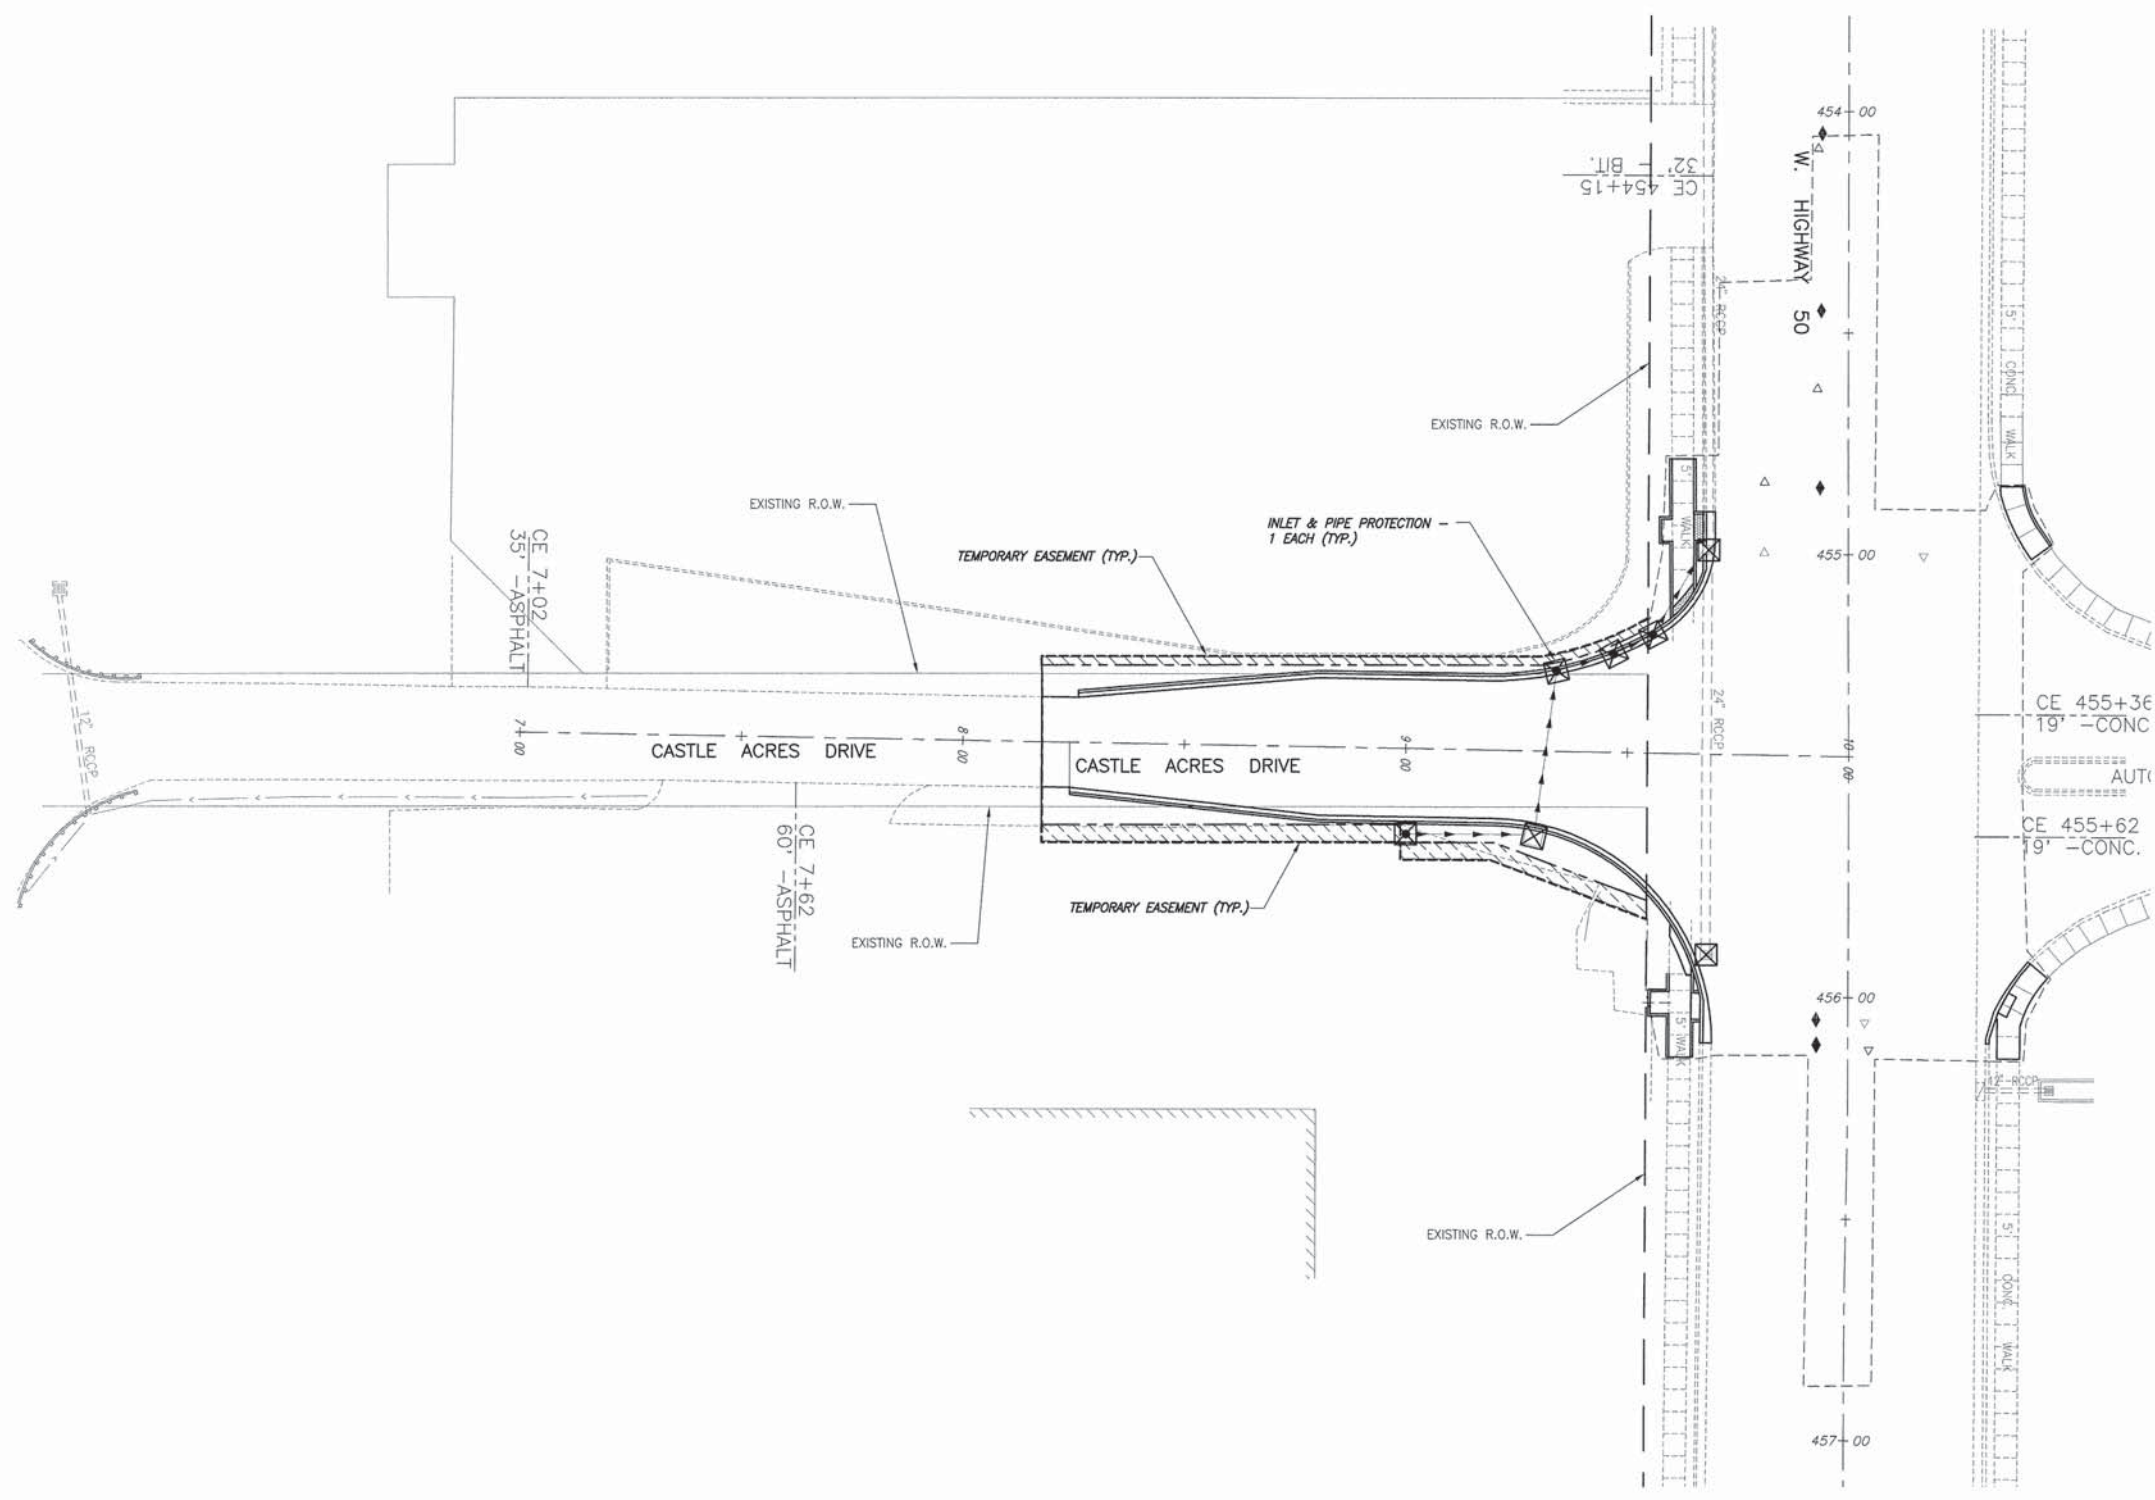 454+00
32' - BIT.
CE 454+15
W. HIGHWAY 50
24" RCCP
5' CONC. WALK
EXISTING R.O.W.
5' WALK
EXISTING R.O.W.
INLET & PIPE PROTECTION -
1 EACH (TYP.)
TEMPORARY EASEMENT (TYP.)
455+00
CE 7+02
35' -ASPHALT
12" RCCP
24" RCCP
CE 455+36
19' -CONC
7+00
8+00
9+00
10+00
CASTLE ACRES DRIVE
CASTLE ACRES DRIVE
AUTO
CE 455+62
19' -CONC.
CE 7+62
60' -ASPHALT
TEMPORARY EASEMENT (TYP.)
EXISTING R.O.W.
456+00
5' WALK
12"-RCCP
EXISTING R.O.W.
5' CONC. WALK
457+00